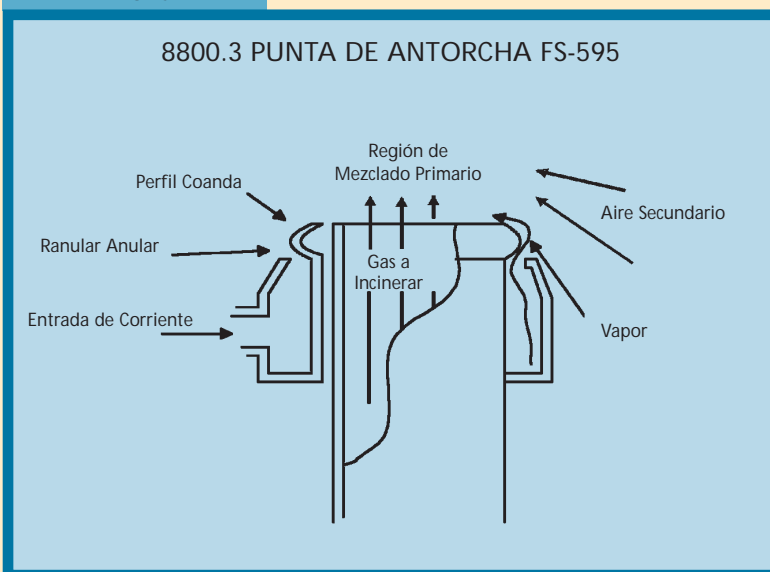 8800.3 PUNTA DE ANTORCHA FS-595
Región de
Mezclado Primario
Perfil Coanda
Aire Secundario
Ranular Anular
Gas a
Incinerar
Entrada de Corriente
Vapor